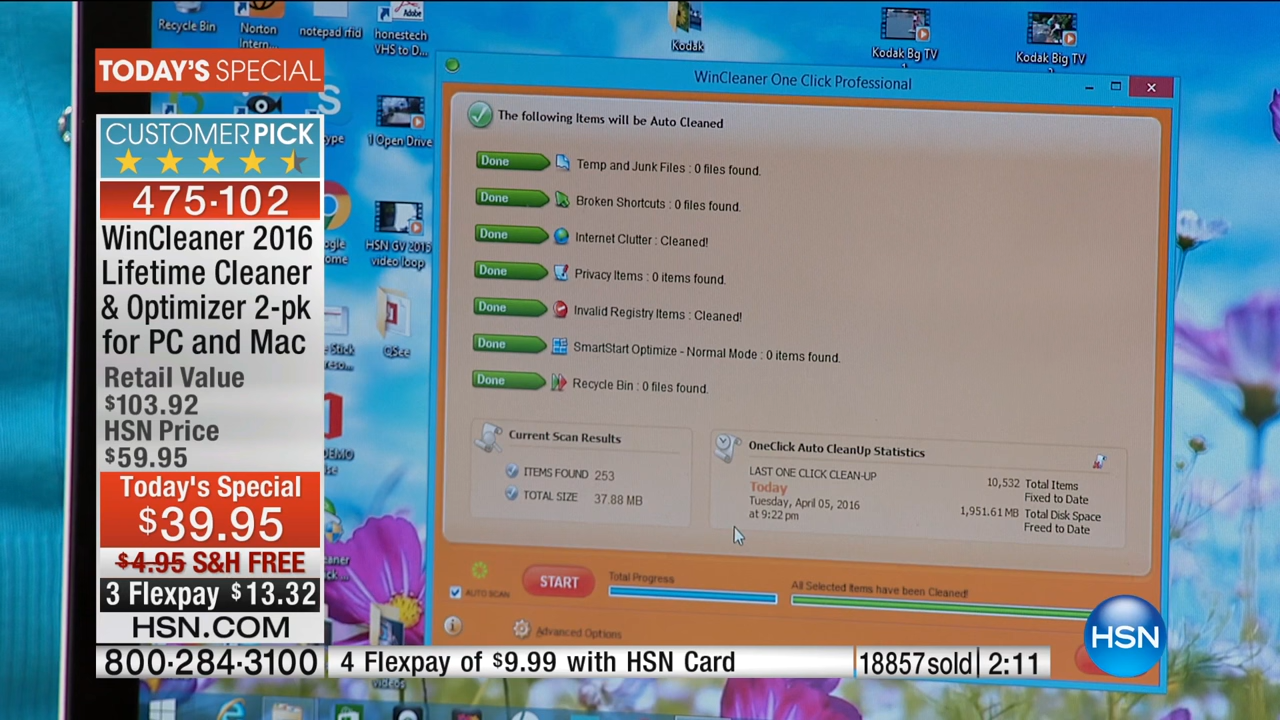 Recycle Bin
Norton
Intern...
notepad rfid
Adobe
honestech
VHS to D...
Kodak
Kodak Bg TV
Kodak Big TV
TODAY'S SPECIAL
CUSTOMER PICK
475-102
WinCleaner 2016
Lifetime Cleaner
& Optimizer 2-pk
for PC and Mac
Retail Value
$103.92
HSN Price
$59.95
Today's Special
$39.95
$4.95 S&H FREE
3 Flexpay $13.32
HSN.COM
800-284-3100
1 Open Drive
HSN GV 2015
video loop
QSee
WinCleaner One Click Professional
The following Items will be Auto Cleaned
Done Temp and Junk Files : 0 files found.
Done Broken Shortcuts : 0 files found.
Done Internet Clutter : Cleaned!
Done Privacy Items : 0 items found.
Done Invalid Registry Items : Cleaned!
Done SmartStart Optimize - Normal Mode : 0 items found.
Done Recycle Bin : 0 files found.
Current Scan Results
ITEMS FOUND 253
TOTAL SIZE 37.88 MB
OneClick Auto CleanUp Statistics
LAST ONE CLICK CLEAN-UP
Today
Tuesday, April 05, 2016
at 9:22 pm
10,532 Total Items
Fixed to Date
1,951.61 MB Total Disk Space
Freed to Date
AUTO SCAN
START
Total Progress
All Selected Items have been Cleaned!
Advanced Options
HSN
4 Flexpay of $9.99 with HSN Card
18857 sold
2:11
videos